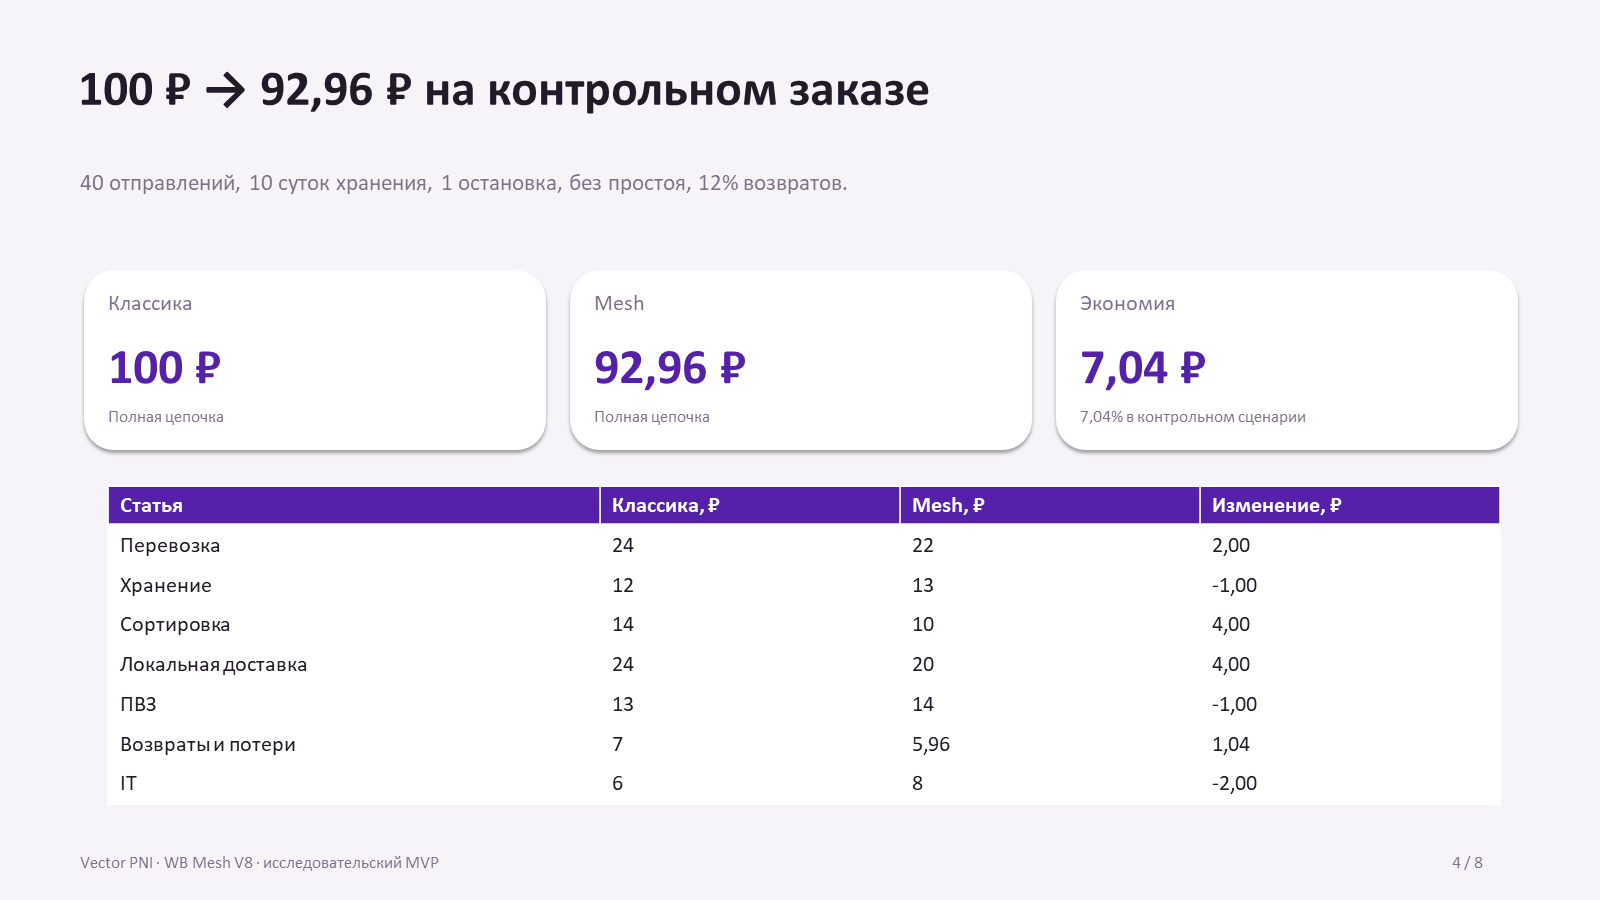 100 ₽ → 92,96 ₽ на контрольном заказе
40 отправлений, 10 суток хранения, 1 остановка, без простоя, 12% возвратов.
Классика
100 ₽
Полная цепочка
Mesh
92,96 ₽
Полная цепочка
Экономия
7,04 ₽
7,04% в контрольном сценарии
Статья Классика, ₽ Mesh, ₽ Изменение, ₽
Перевозка 24 22 2,00
Хранение 12 13 -1,00
Сортировка 14 10 4,00
Локальная доставка 24 20 4,00
ПВЗ 13 14 -1,00
Возвраты и потери 7 5,96 1,04
IT 6 8 -2,00
Vector PNI · WB Mesh V8 · исследовательский MVP 4 / 8